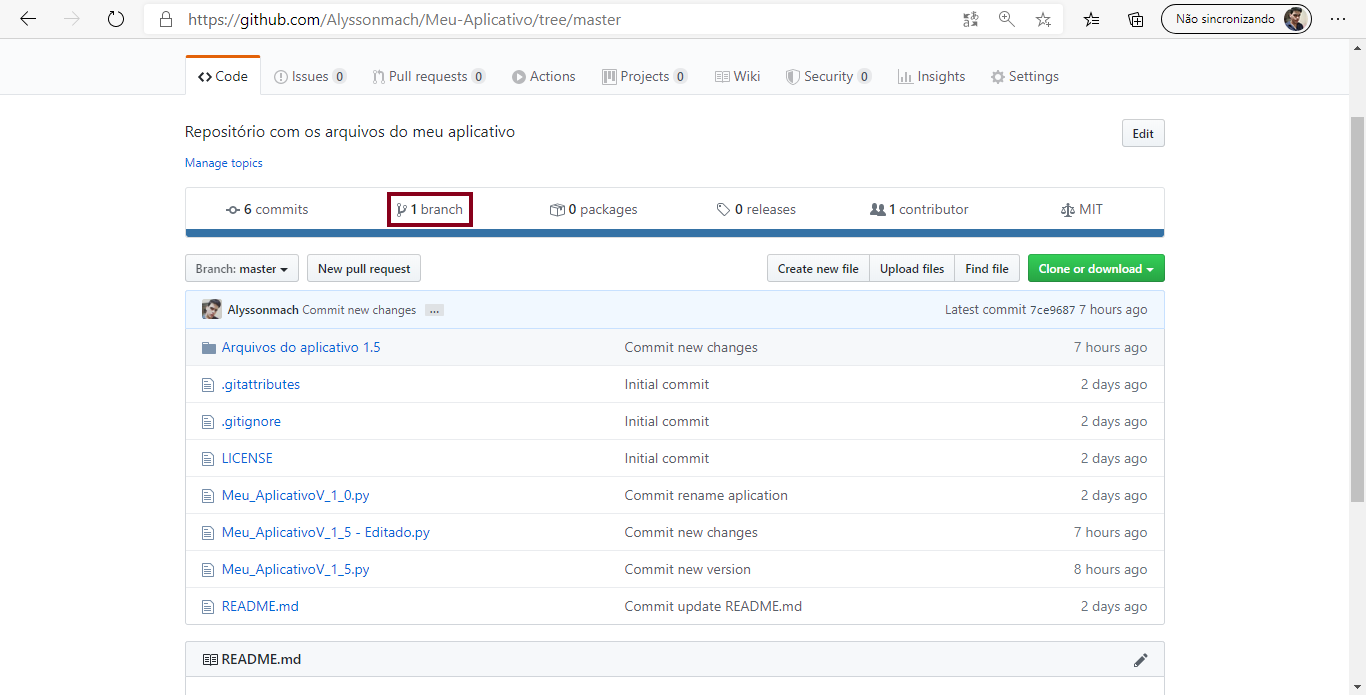 https://github.com/Alyssonmach/Meu-Aplicativo/tree/master
Não sincronizando
Code Issues 0 Pull requests 0 Actions Projects 0 Wiki Security 0 Insights Settings
Repositório com os arquivos do meu aplicativo
Edit
Manage topics
6 commits 1 branch 0 packages 0 releases 1 contributor MIT
Branch: master New pull request Create new file Upload files Find file Clone or download
Alyssonmach Commit new changes ... Latest commit 7ce9687 7 hours ago
Arquivos do aplicativo 1.5 Commit new changes 7 hours ago
.gitattributes Initial commit 2 days ago
.gitignore Initial commit 2 days ago
LICENSE Initial commit 2 days ago
Meu_AplicativoV_1_0.py Commit rename aplication 2 days ago
Meu_AplicativoV_1_5 - Editado.py Commit new changes 7 hours ago
Meu_AplicativoV_1_5.py Commit new version 8 hours ago
README.md Commit update README.md 2 days ago
README.md